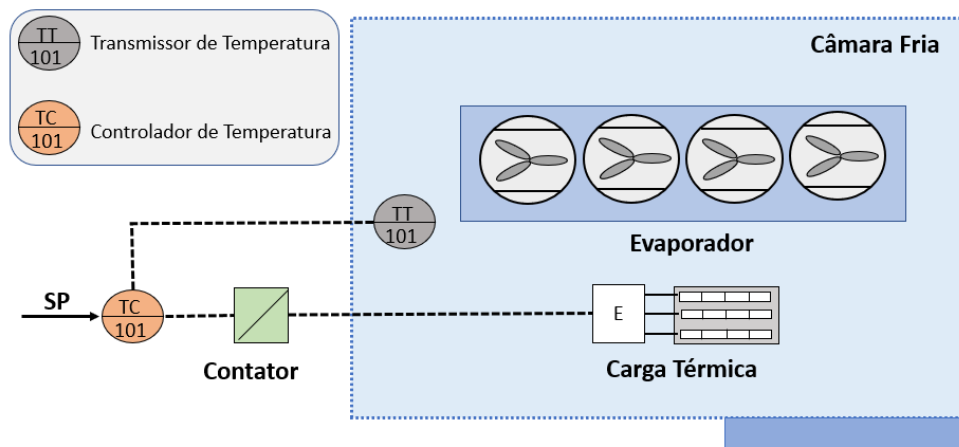 TT
101
Transmissor de Temperatura
TC
101
Controlador de Temperatura
Câmara Fria
TT
101
Evaporador
SP
TC
101
E
Contator
Carga Térmica